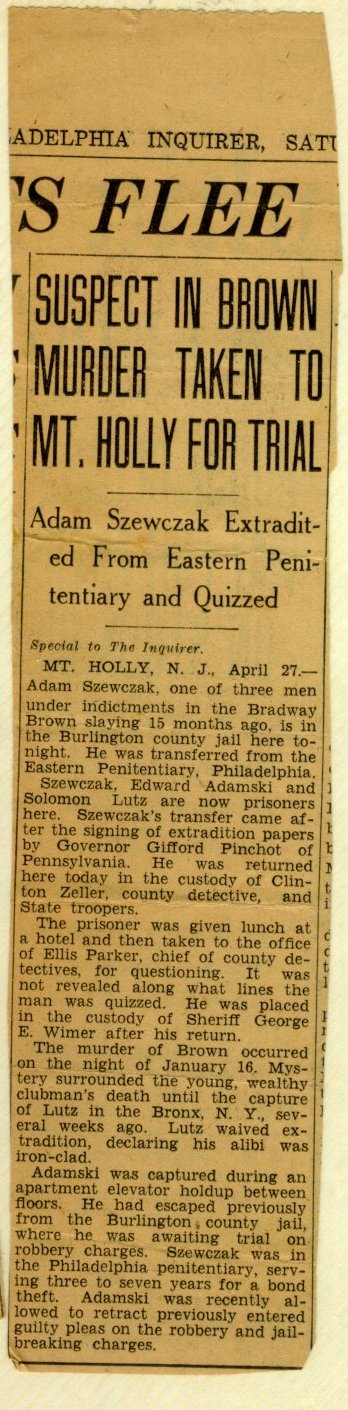 ADELPHIA INQUIRER, SATU
'S FLEE
SUSPECT IN BROWN
MURDER TAKEN TO
MT. HOLLY FOR TRIAL
Adam Szewczak Extradit-
ed From Eastern Peni-
tentiary and Quizzed
Special to The Inquirer.
MT. HOLLY, N. J., April 27.—
Adam Szewczak, one of three men
under indictments in the Bradway
Brown slaying 15 months ago, is in
the Burlington county jail here to-
night. He was transferred from the
Eastern Penitentiary, Philadelphia.
Szewczak, Edward Adamski and
Solomon Lutz are now prisoners
here. Szewczak's transfer came af-
ter the signing of extradition papers
by Governor Gifford Pinchot of
Pennsylvania. He was returned
here today in the custody of Clin-
ton Zeller, county detective, and
State troopers.
The prisoner was given lunch at
a hotel and then taken to the office
of Ellis Parker, chief of county de-
tectives, for questioning. It was
not revealed along what lines the
man was quizzed. He was placed
in the custody of Sheriff George
E. Wimer after his return.
The murder of Brown occurred
on the night of January 16. Mys-
tery surrounded the young, wealthy
clubman's death until the capture
of Lutz in the Bronx, N. Y., sev-
eral weeks ago. Lutz waived ex-
tradition, declaring his alibi was
iron-clad.
Adamski was captured during an
apartment elevator holdup between
floors. He had escaped previously
from the Burlington county jail,
where he was awaiting trial on
robbery charges. Szewczak was in
the Philadelphia penitentiary, serv-
ing three to seven years for a bond
theft. Adamski was recently al-
lowed to retract previously entered
guilty pleas on the robbery and jail-
breaking charges.